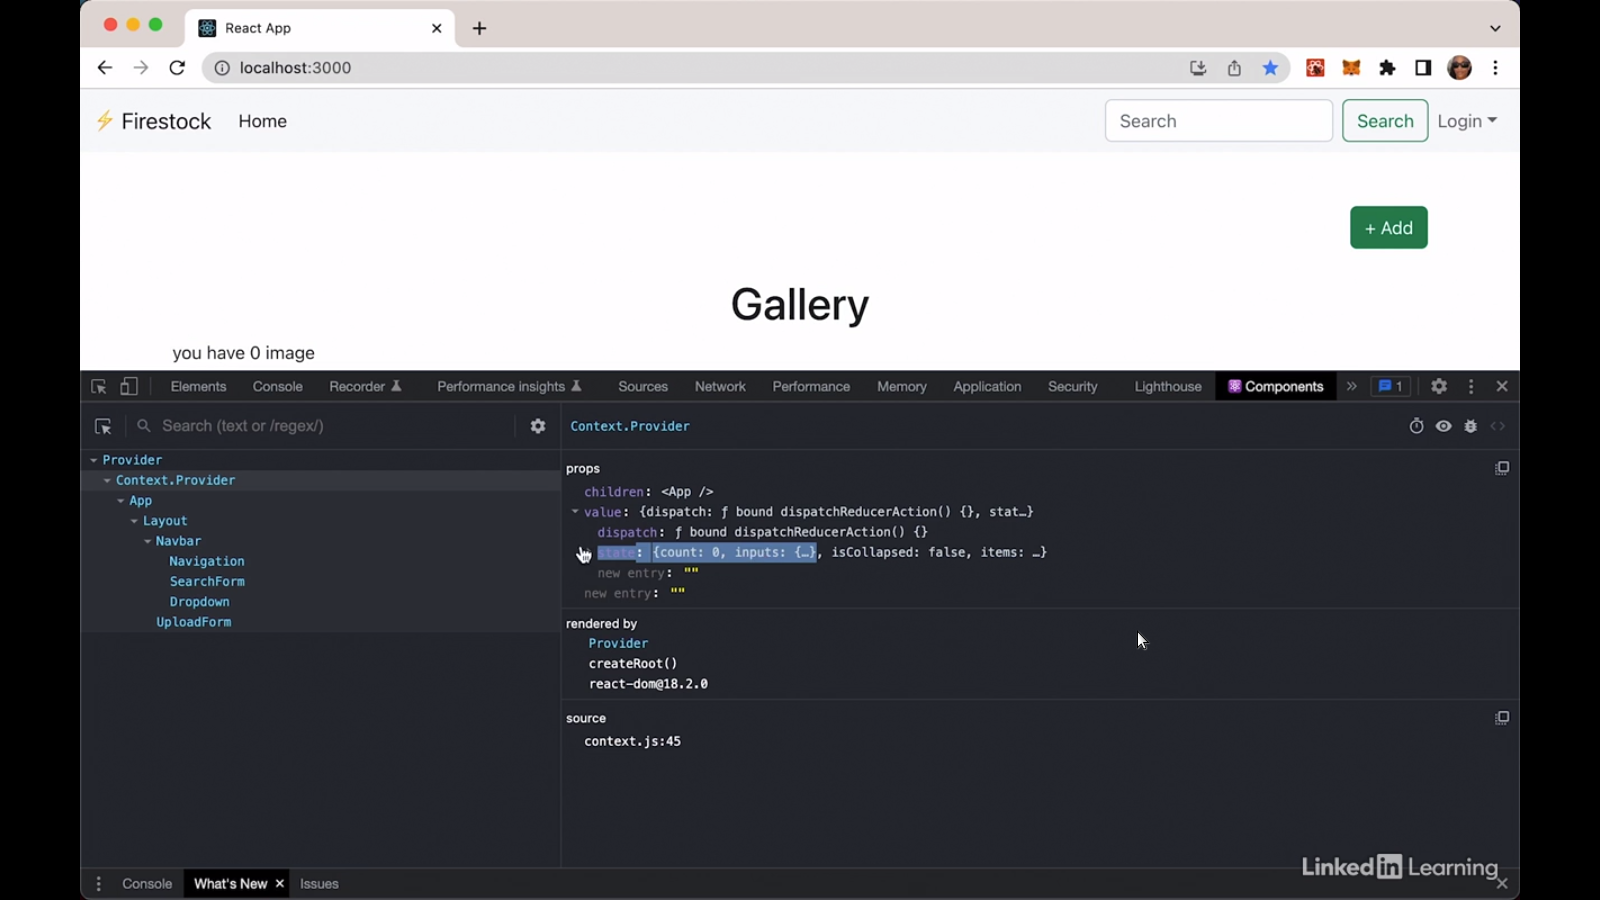 React App
localhost:3000
⚡ Firestock Home Search Search Login
+ Add
Gallery
you have 0 image
Elements Console Recorder Performance insights Sources Network Performance Memory Application Security Lighthouse Components » 1
Search (text or /regex/)
Context.Provider
Provider
Context.Provider
App
Layout
Navbar
Navigation
SearchForm
Dropdown
UploadForm
props
children: <App />
value: {dispatch: ƒ bound dispatchReducerAction() {}, stat…}
dispatch: ƒ bound dispatchReducerAction() {}
state: {count: 0, inputs: {…}, isCollapsed: false, items: …}
new entry: ""
new entry: ""
rendered by
Provider
createRoot()
react-dom@18.2.0
source
context.js:45
LinkedIn Learning
Console What's New Issues